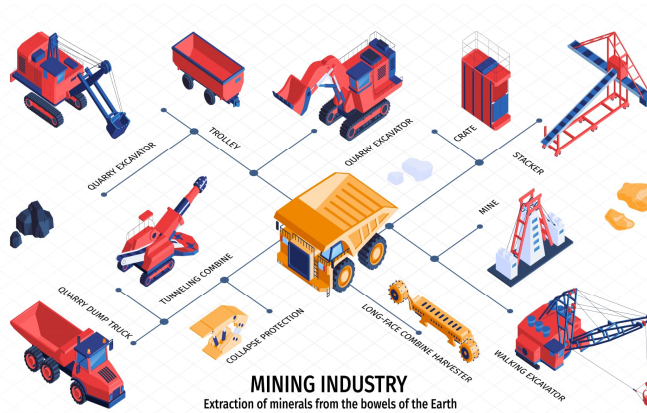 QUARRY EXCAVATOR
TROLLEY
QUARRY EXCAVATOR
CRATE
STACKER
MINE
QUARRY DUMP TRUCK
TUNNELING COMBINE
COLLAPSE PROTECTION
LONG-FACE COMBINE HARVESTER
WALKING EXCAVATOR
MINING INDUSTRY
Extraction of minerals from the bowels of the Earth